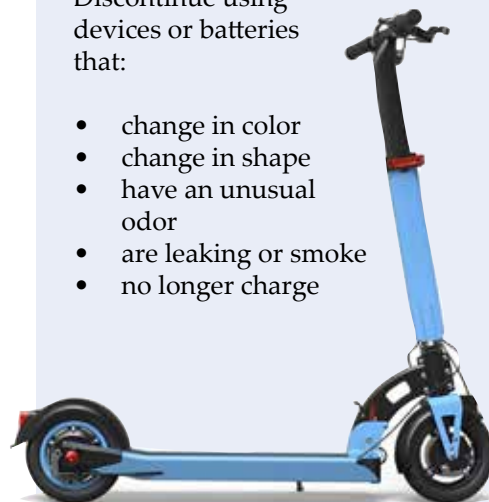 Discontinue using
devices or batteries
that:
• change in color
• change in shape
• have an unusual
odor
• are leaking or smoke
• no longer charge